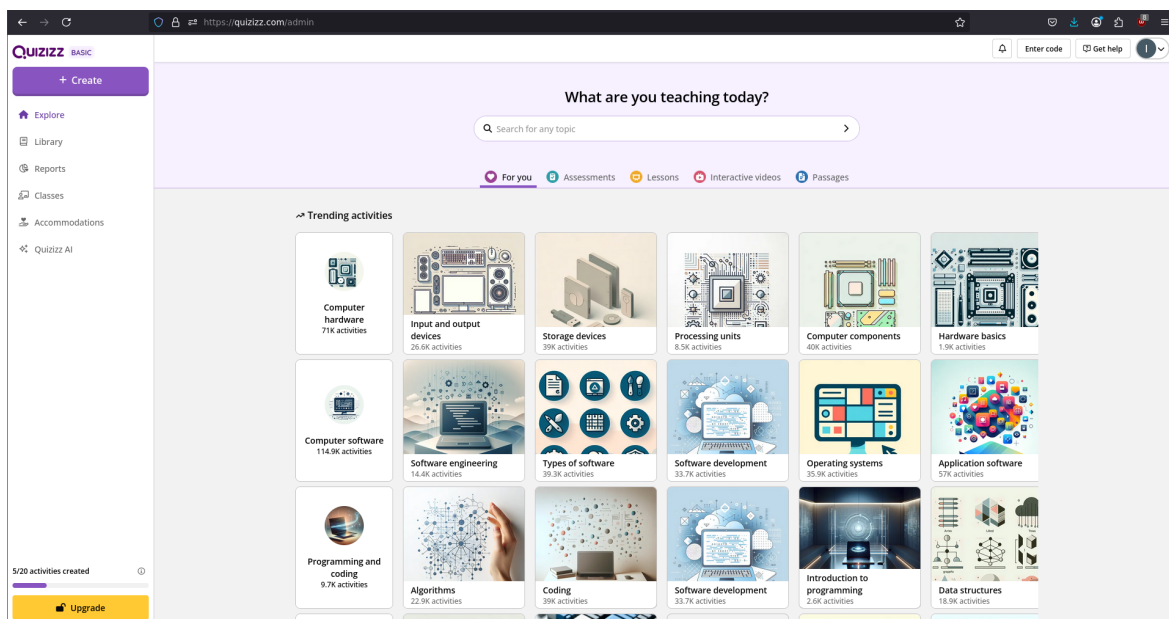 https://quizizz.com/admin
8
QUIZIZZ BASIC
Enter code
Get help
I
+ Create
Explore
Library
Reports
Classes
Accommodations
Quizizz AI
What are you teaching today?
Search for any topic
For you
Assessments
Lessons
Interactive videos
Passages
Trending activities
Computer
hardware
71K activities
Input and output
devices
26.6K activities
Storage devices
39K activities
Processing units
8.5K activities
Computer components
40K activities
Hardware basics
1.9K activities
Computer software
114.9K activities
Software engineering
14.4K activities
Types of software
39.3K activities
Software development
33.7K activities
Operating systems
35.9K activities
Application software
57K activities
Programming and
coding
9.7K activities
Algorithms
22.9K activities
Coding
39K activities
Software development
33.7K activities
Introduction to
programming
2.6K activities
Data structures
18.9K activities
5/20 activities created
Upgrade